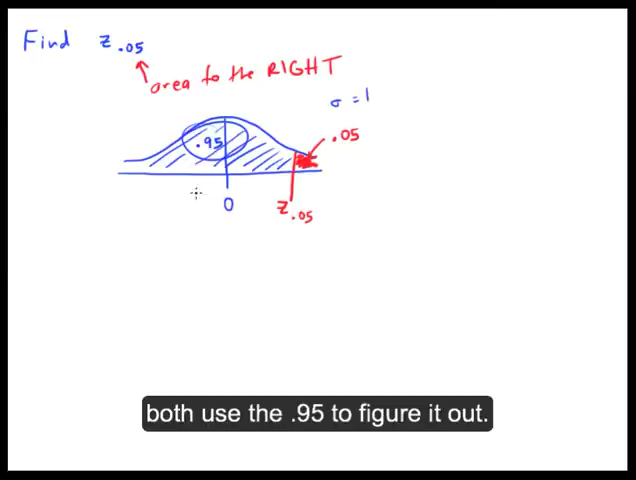 Find z.05
area to the RIGHT
σ = 1
.95
.05
0
z.05
both use the .95 to figure it out.